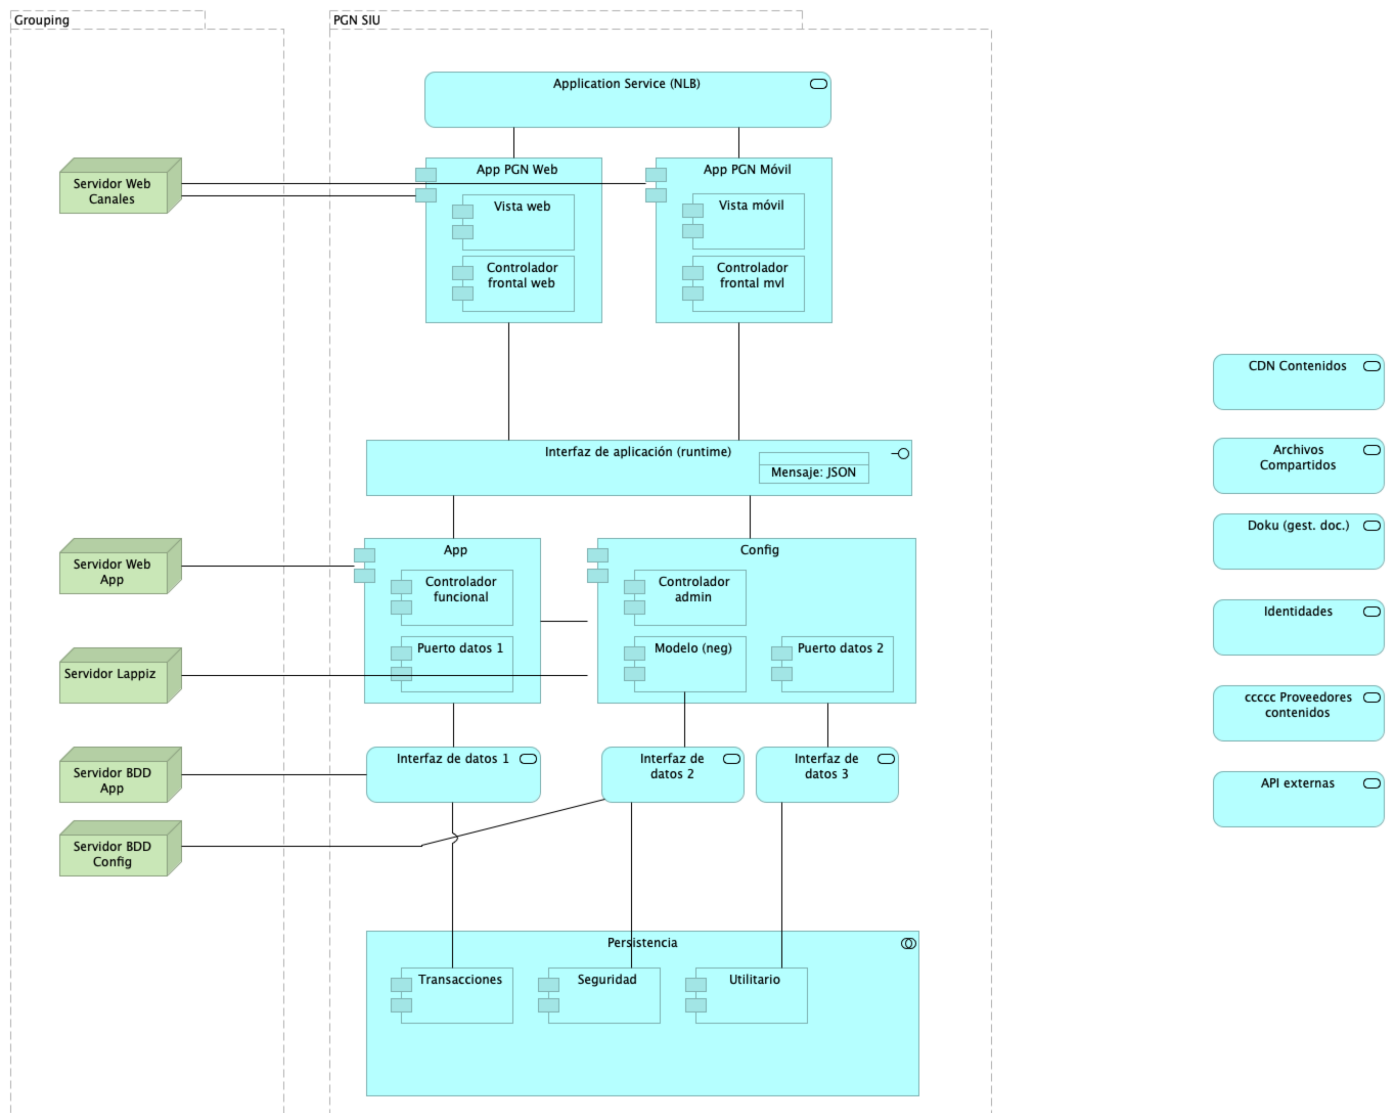 Grouping
PGN SIU
Application Service (NLB)
Servidor Web
Canales
App PGN Web
Vista web
Controlador
frontal web
App PGN Móvil
Vista móvil
Controlador
frontal mvl
Interfaz de aplicación (runtime)
Mensaje: JSON
Servidor Web
App
App
Controlador
funcional
Puerto datos 1
Config
Controlador
admin
Modelo (neg)
Puerto datos 2
Servidor Lappiz
Servidor BDD
App
Interfaz de datos 1
Interfaz de
datos 2
Interfaz de
datos 3
Servidor BDD
Config
Persistencia
Transacciones
Seguridad
Utilitario
CDN Contenidos
Archivos
Compartidos
Doku (gest. doc.)
Identidades
ccccc Proveedores
contenidos
API externas